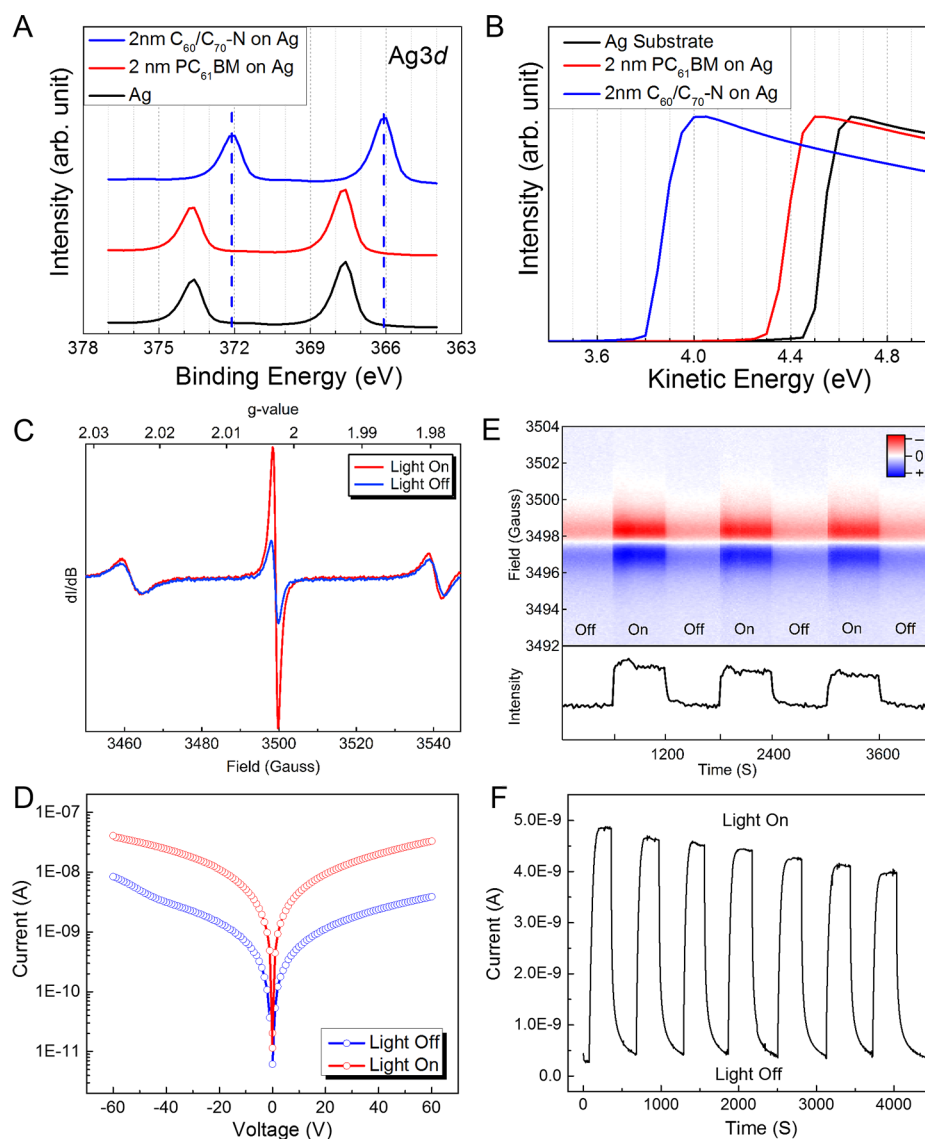 A
2nm C60/C70-N on Ag
2 nm PC61BM on Ag
Ag
Ag3d
Intensity (arb. unit)
378 375 372 369 366 363
Binding Energy (eV)
B
Ag Substrate
2 nm PC61BM on Ag
2nm C60/C70-N on Ag
Intensity (arb. unit)
3.6 4.0 4.4 4.8
Kinetic Energy (eV)
C
g-value
2.03 2.02 2.01 2 1.99 1.98
Light On
Light Off
dI/dB
3460 3480 3500 3520 3540
Field (Gauss)
E
3504
3502
3500
3498
3496
3494
3492
Field (Gauss)
−
0
+
Off On Off On Off On Off
Intensity
1200 2400 3600
Time (S)
D
1E-07
1E-08
1E-09
1E-10
1E-11
Current (A)
Light Off
Light On
-60 -40 -20 0 20 40 60
Voltage (V)
F
5.0E-9
4.0E-9
3.0E-9
2.0E-9
1.0E-9
0.0
Current (A)
Light On
Light Off
0 1000 2000 3000 4000
Time (S)